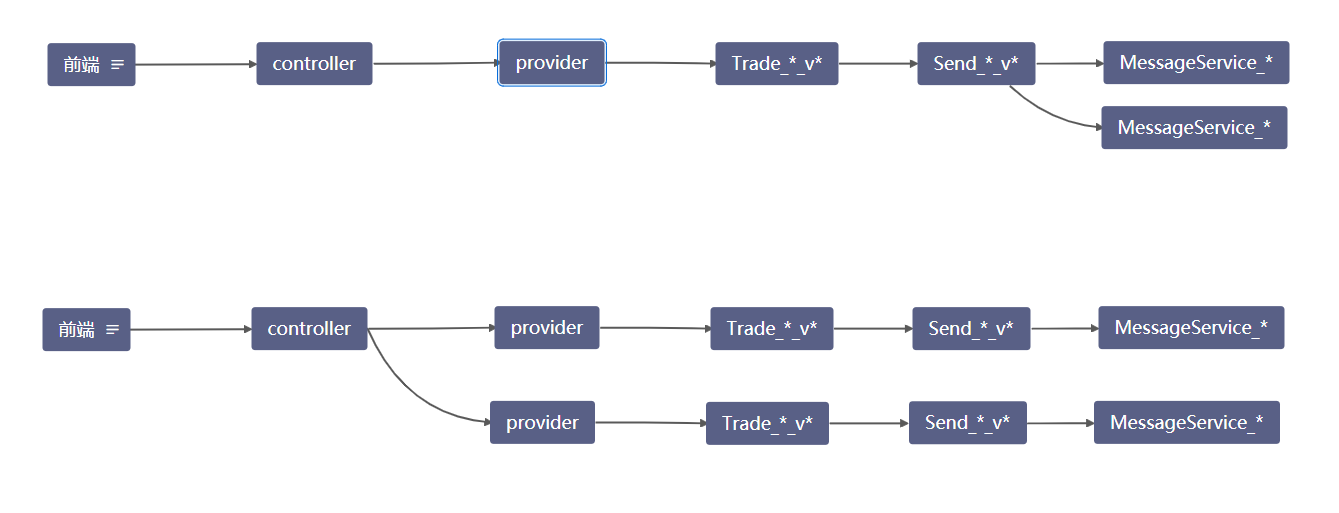 前端
controller
provider
Trade_*_v*
Send_*_v*
MessageService_*
MessageService_*
前端
controller
provider
Trade_*_v*
Send_*_v*
MessageService_*
provider
Trade_*_v*
Send_*_v*
MessageService_*